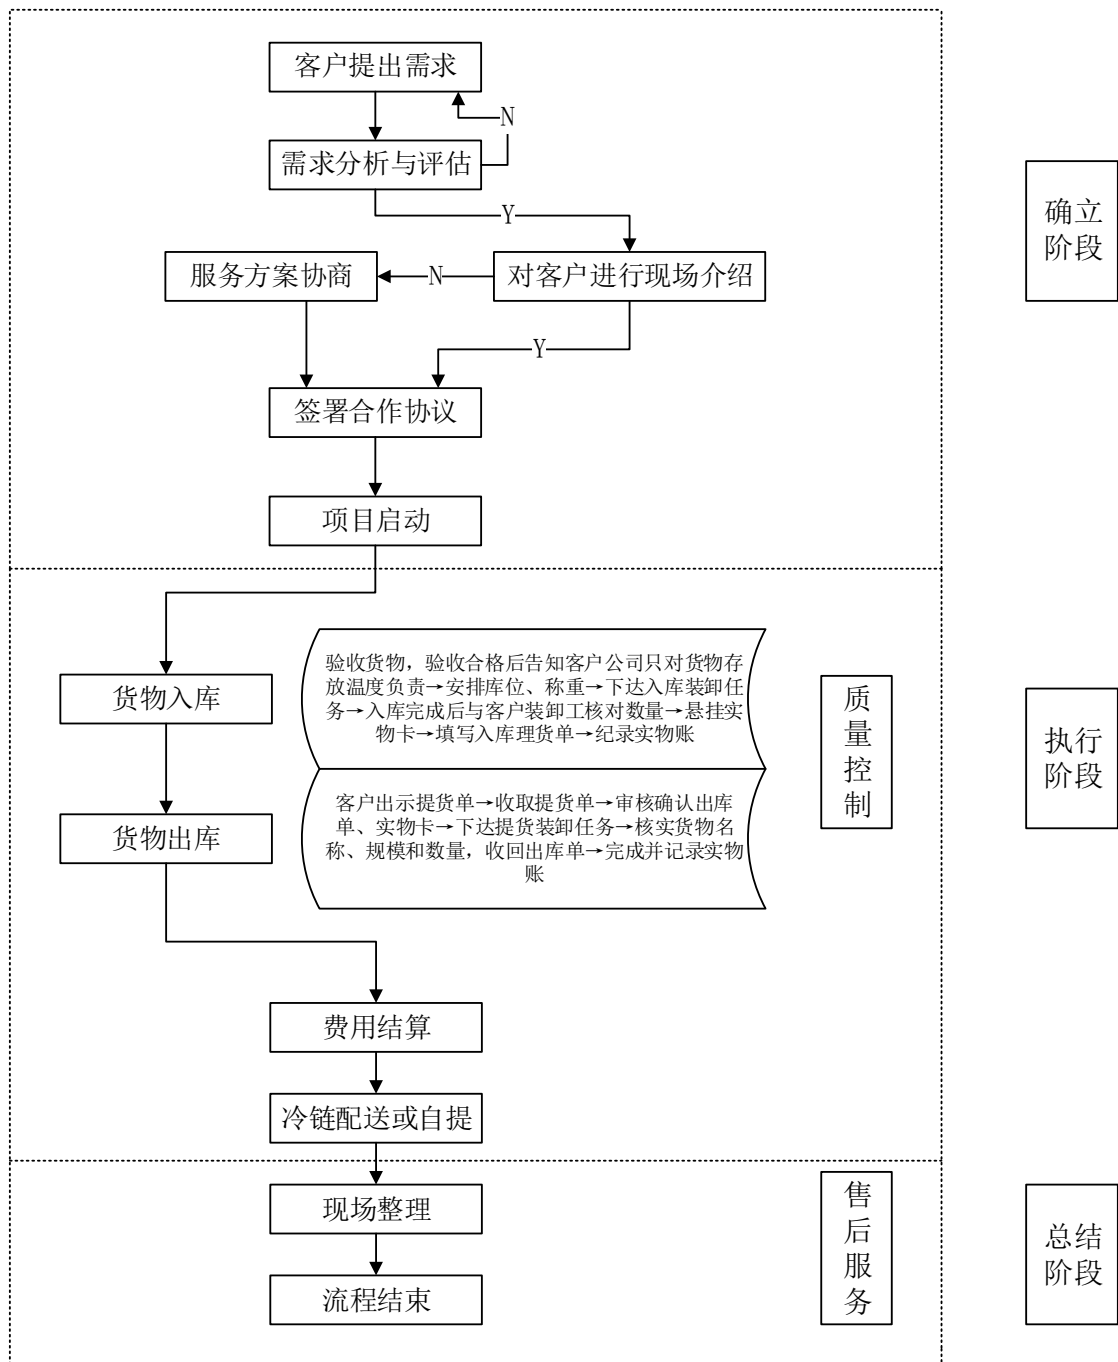 客户提出需求
N
需求分析与评估
Y
确立
阶段
服务方案协商
N
对客户进行现场介绍
Y
签署合作协议
项目启动
货物入库
验收货物，验收合格后告知客户公司只对货物存
放温度负责→安排库位、称重→下达入库装卸任
务→入库完成后与客户装卸工核对数量→悬挂实
物卡→填写入库理货单→纪录实物账
质
量
控
制
执行
阶段
货物出库
客户出示提货单→收取提货单→审核确认出库
单、实物卡→下达提货装卸任务→核实货物名
称、规模和数量，收回出库单→完成并记录实物
账
费用结算
冷链配送或自提
现场整理
售
后
服
务
总结
阶段
流程结束